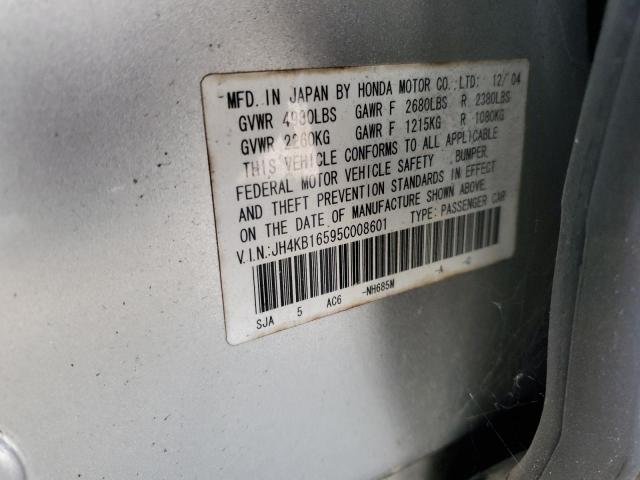 MFD. IN JAPAN BY HONDA MOTOR CO.,LTD: 12/04
GVWR 4980LBS GAWR F 2680LBS R 2380LBS
GVWR 2260KG GAWR F 1215KG R 1080KG
THIS VEHICLE CONFORMS TO ALL APPLICABLE
FEDERAL MOTOR VEHICLE SAFETY ,BUMPER,
AND THEFT PREVENTION STANDARDS IN EFFECT
ON THE DATE OF MANUFACTURE SHOWN ABOVE.
V.I.N:JH4KB16595C008601 TYPE: PASSENGER CAR
SJA 5 AC6 -NH685M -A -C